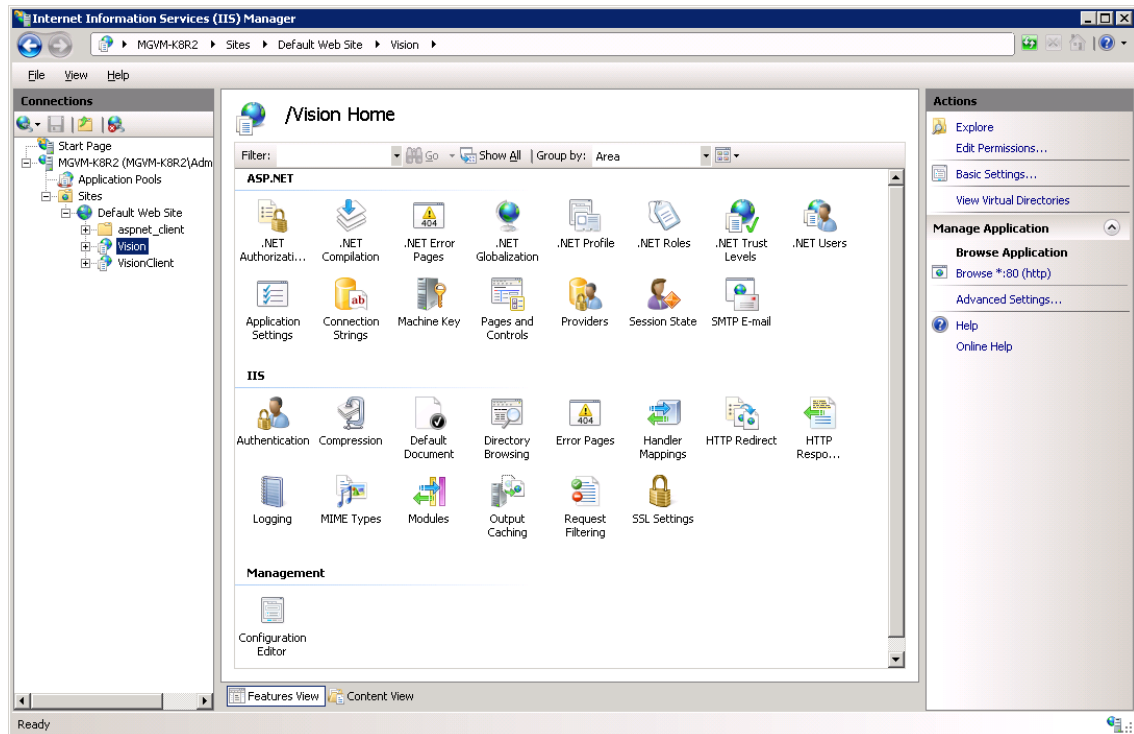 Internet Information Services (IIS) Manager
MGVM-K8R2 Sites Default Web Site Vision
File View Help
Connections
Start Page
MGVM-K8R2 (MGVM-K8R2\Adm
Application Pools
Sites
Default Web Site
aspnet_client
Vision
VisionClient
/Vision Home
Filter: Go Show All Group by: Area
ASP.NET
.NET Authorizati...
.NET Compilation
.NET Error Pages
.NET Globalization
.NET Profile
.NET Roles
.NET Trust Levels
.NET Users
Application Settings
Connection Strings
Machine Key
Pages and Controls
Providers
Session State
SMTP E-mail
IIS
Authentication
Compression
Default Document
Directory Browsing
Error Pages
Handler Mappings
HTTP Redirect
HTTP Respo...
Logging
MIME Types
Modules
Output Caching
Request Filtering
SSL Settings
Management
Configuration Editor
Features View Content View
Actions
Explore
Edit Permissions...
Basic Settings...
View Virtual Directories
Manage Application
Browse Application
Browse *:80 (http)
Advanced Settings...
Help
Online Help
Ready